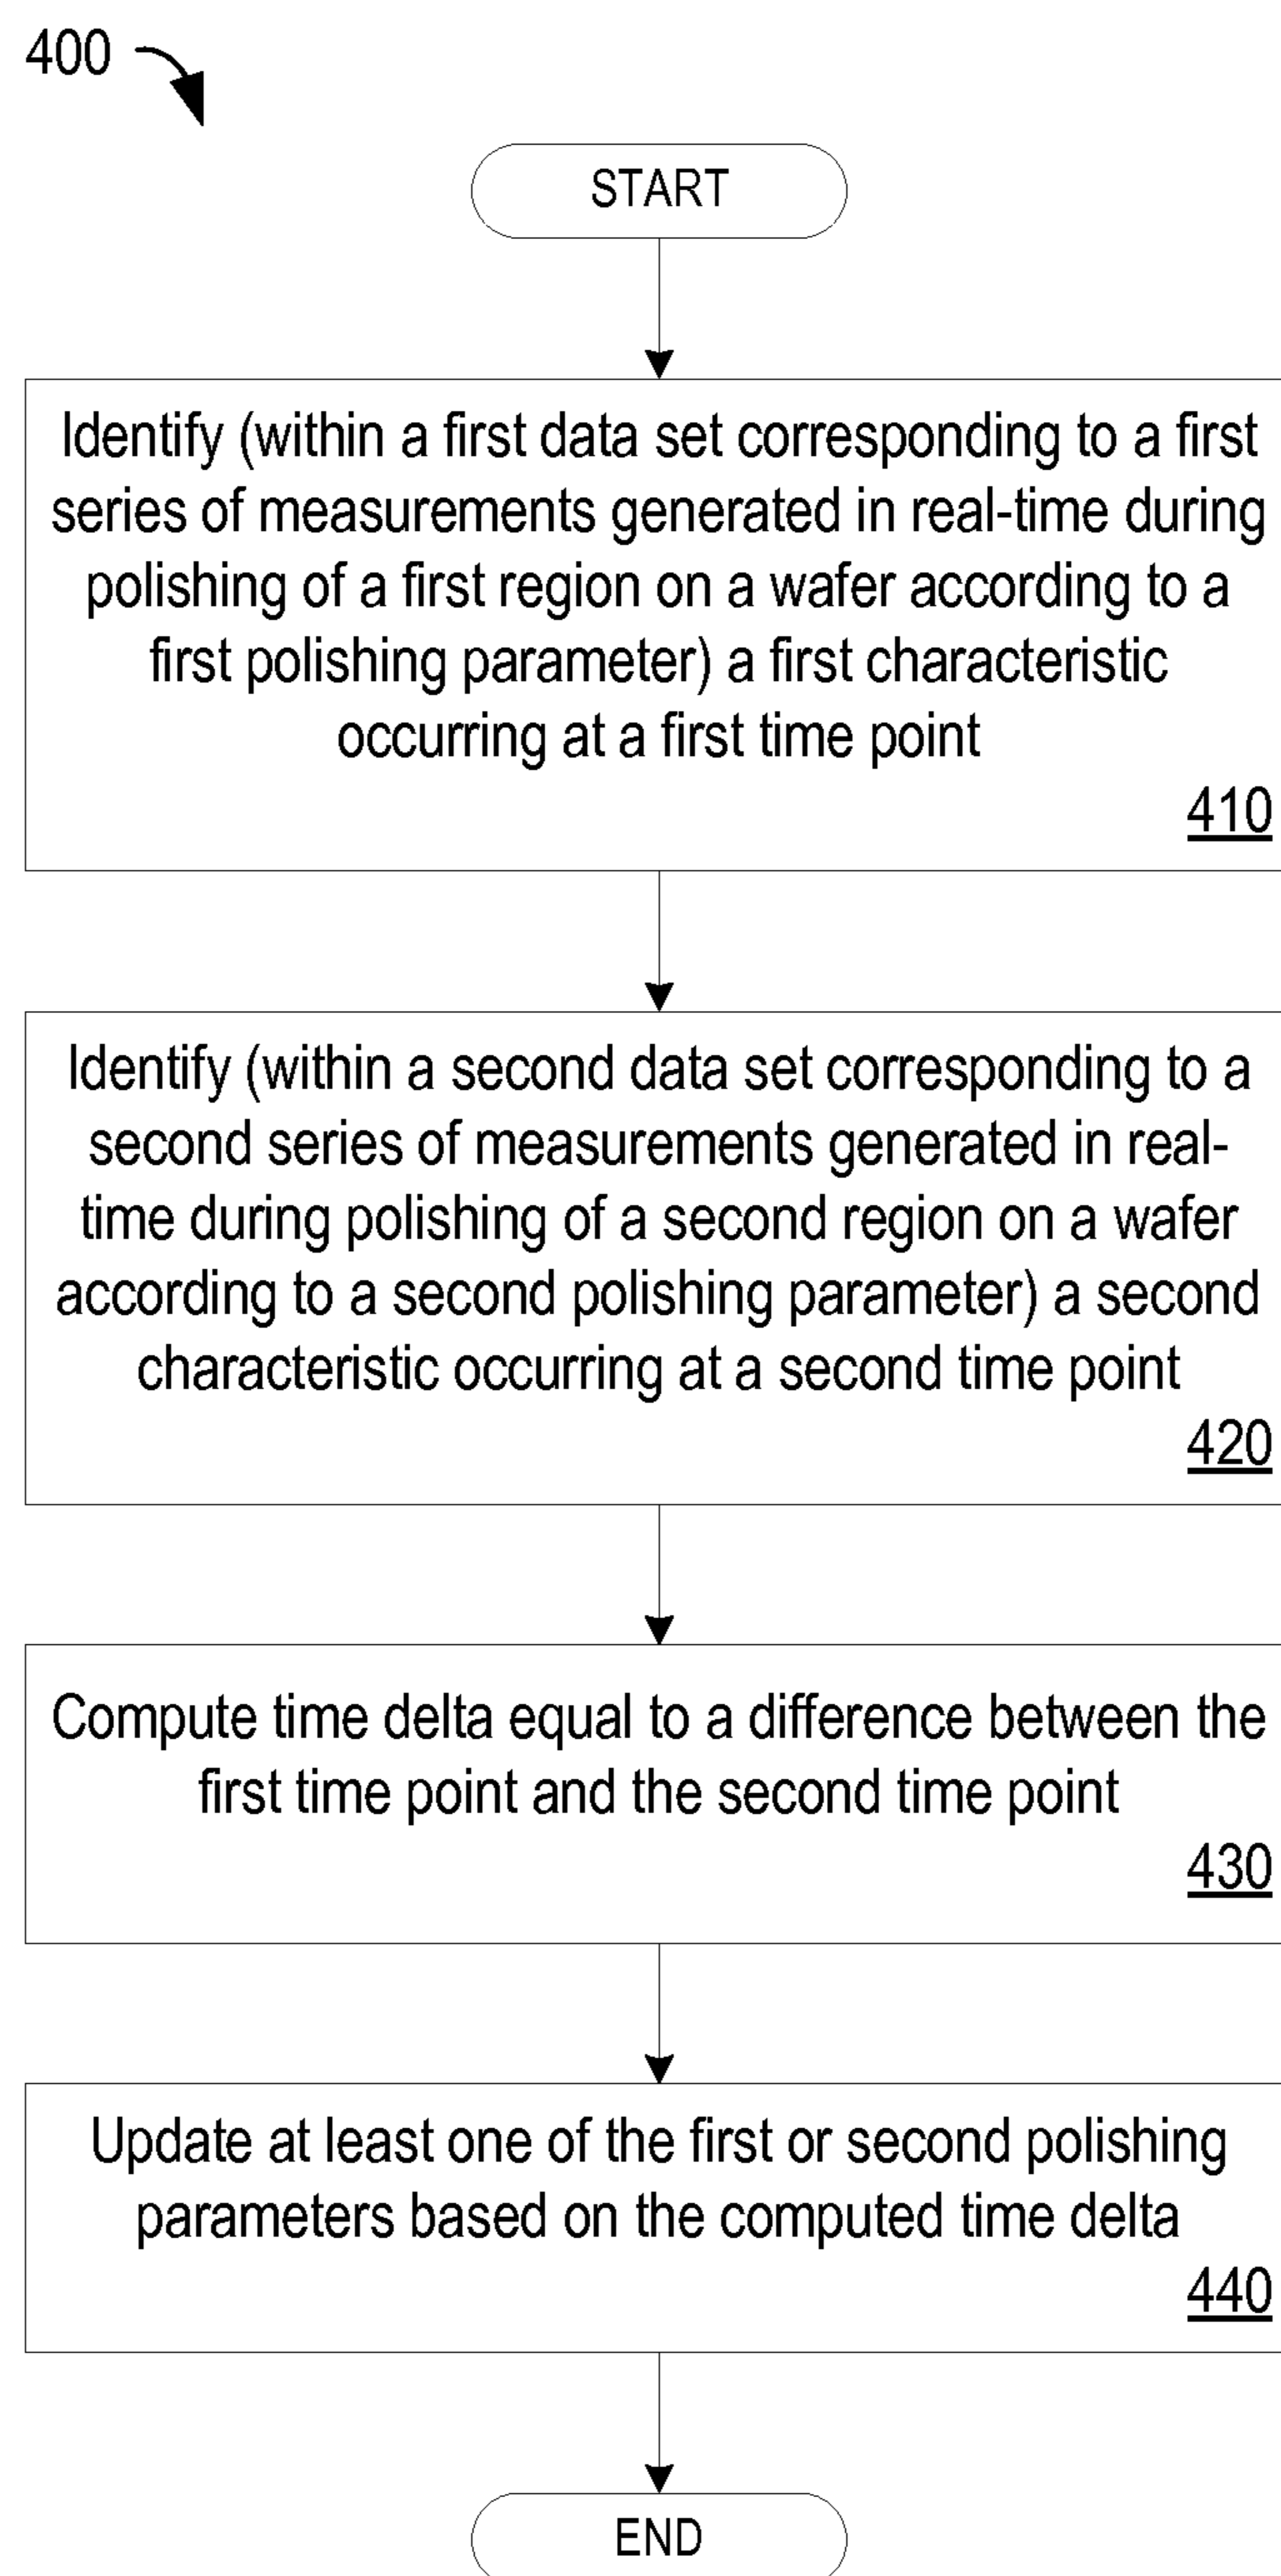 400
START
Identify (within a first data set corresponding to a first
series of measurements generated in real-time during
polishing of a first region on a wafer according to a
first polishing parameter) a first characteristic
occurring at a first time point
410
Identify (within a second data set corresponding to a
second series of measurements generated in real-
time during polishing of a second region on a wafer
according to a second polishing parameter) a second
characteristic occurring at a second time point
420
Compute time delta equal to a difference between the
first time point and the second time point
430
Update at least one of the first or second polishing
parameters based on the computed time delta
440
END